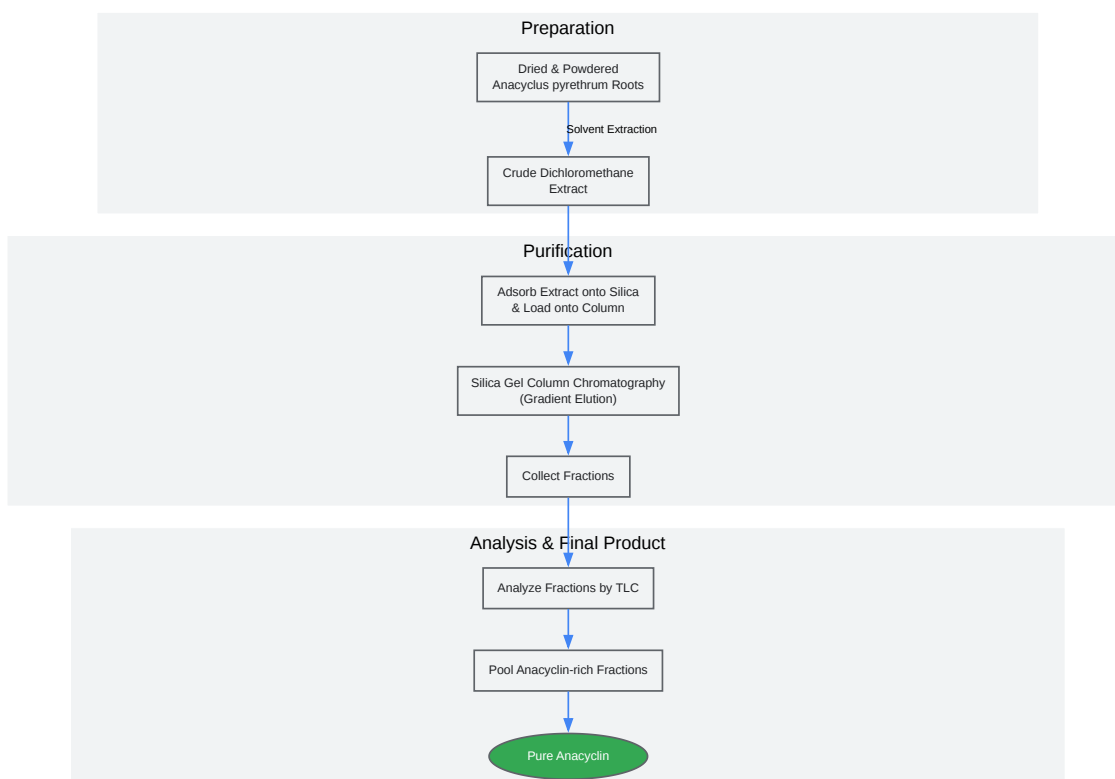 Preparation
Dried & Powdered
Anacyclus pyrethrum Roots
Solvent Extraction
Crude Dichloromethane
Extract
Purification
Adsorb Extract onto Silica
& Load onto Column
Silica Gel Column Chromatography
(Gradient Elution)
Collect Fractions
Analysis & Final Product
Analyze Fractions by TLC
Pool Anacyclin-rich Fractions
Pure Anacyclin